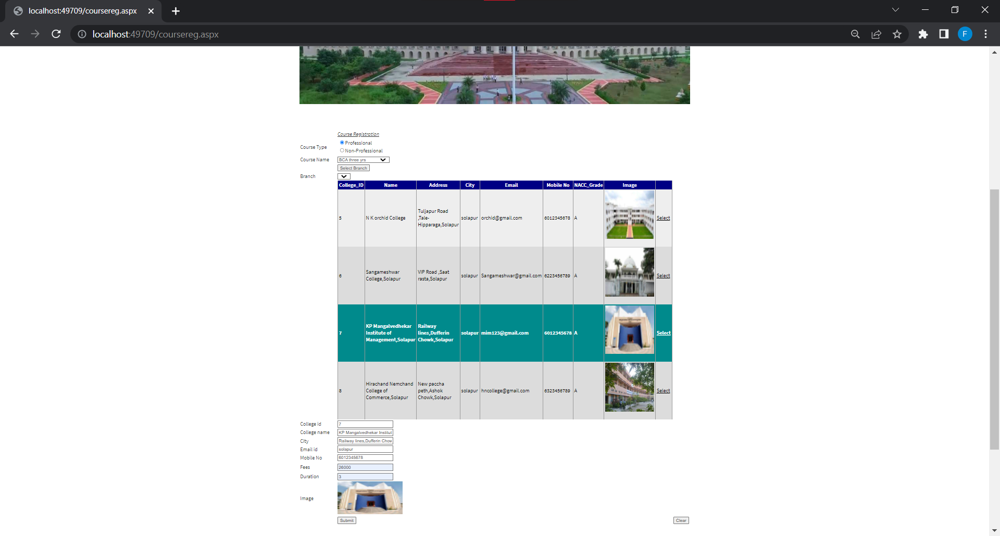 localhost:49709/coursereg.aspx
localhost:49709/coursereg.aspx
F
Course Registration
Course Type
Professional
Non-Professional
Course Name
BCA three yrs
Select Branch
Branch
College_ID Name Address City Email Mobile No NACC_Grade Image
5 N K orchid College Tuljapur Road ,Tale-Hipparaga,Solapur solapur orchid@gmail.com 6012345678 A Select
6 Sangameshwar College,Solapur VIP Road ,Saat rasta,Solapur solapur Sangameshwar@gmail.com 6223456789 A Select
7 KP Mangalvedhekar Institute of Management,Solapur Railway lines,Dufferin Chowk,Solapur solapur mim123@gmail.com 6012345678 A Select
8 Hirachand Nemchand College of Commerce,Solapur New paccha peth,Ashok Chowk,Solapur solapur hncollege@gmail.com 6323456789 A Select
College id 7
College name KP Mangalvedhekar Institut
City Railway lines,Dufferin Chow
Email id solapur
Mobile No 6012345678
Fees 26000
Duration 3
Image
Submit Clear